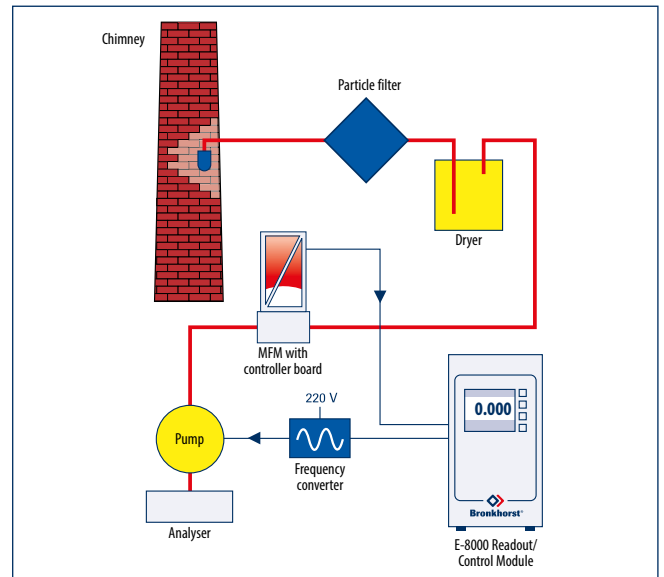 Chimney
Particle filter
Dryer
MFM with
controller board
220 V
0.000
Pump
Frequency
converter
Bronkhorst®
Analyser
E-8000 Readout/
Control Module